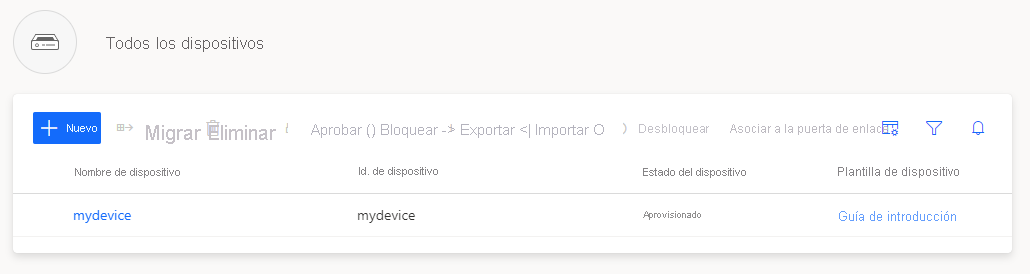 Todos los dispositivos
Nuevo Migrar Eliminar Aprobar () Bloquear -> Exportar <| Importar O Desbloquear Asociar a la puerta de enlace
Nombre de dispositivo Id. de dispositivo Estado del dispositivo Plantilla de dispositivo
mydevice mydevice Aprovisionado Guía de introducción